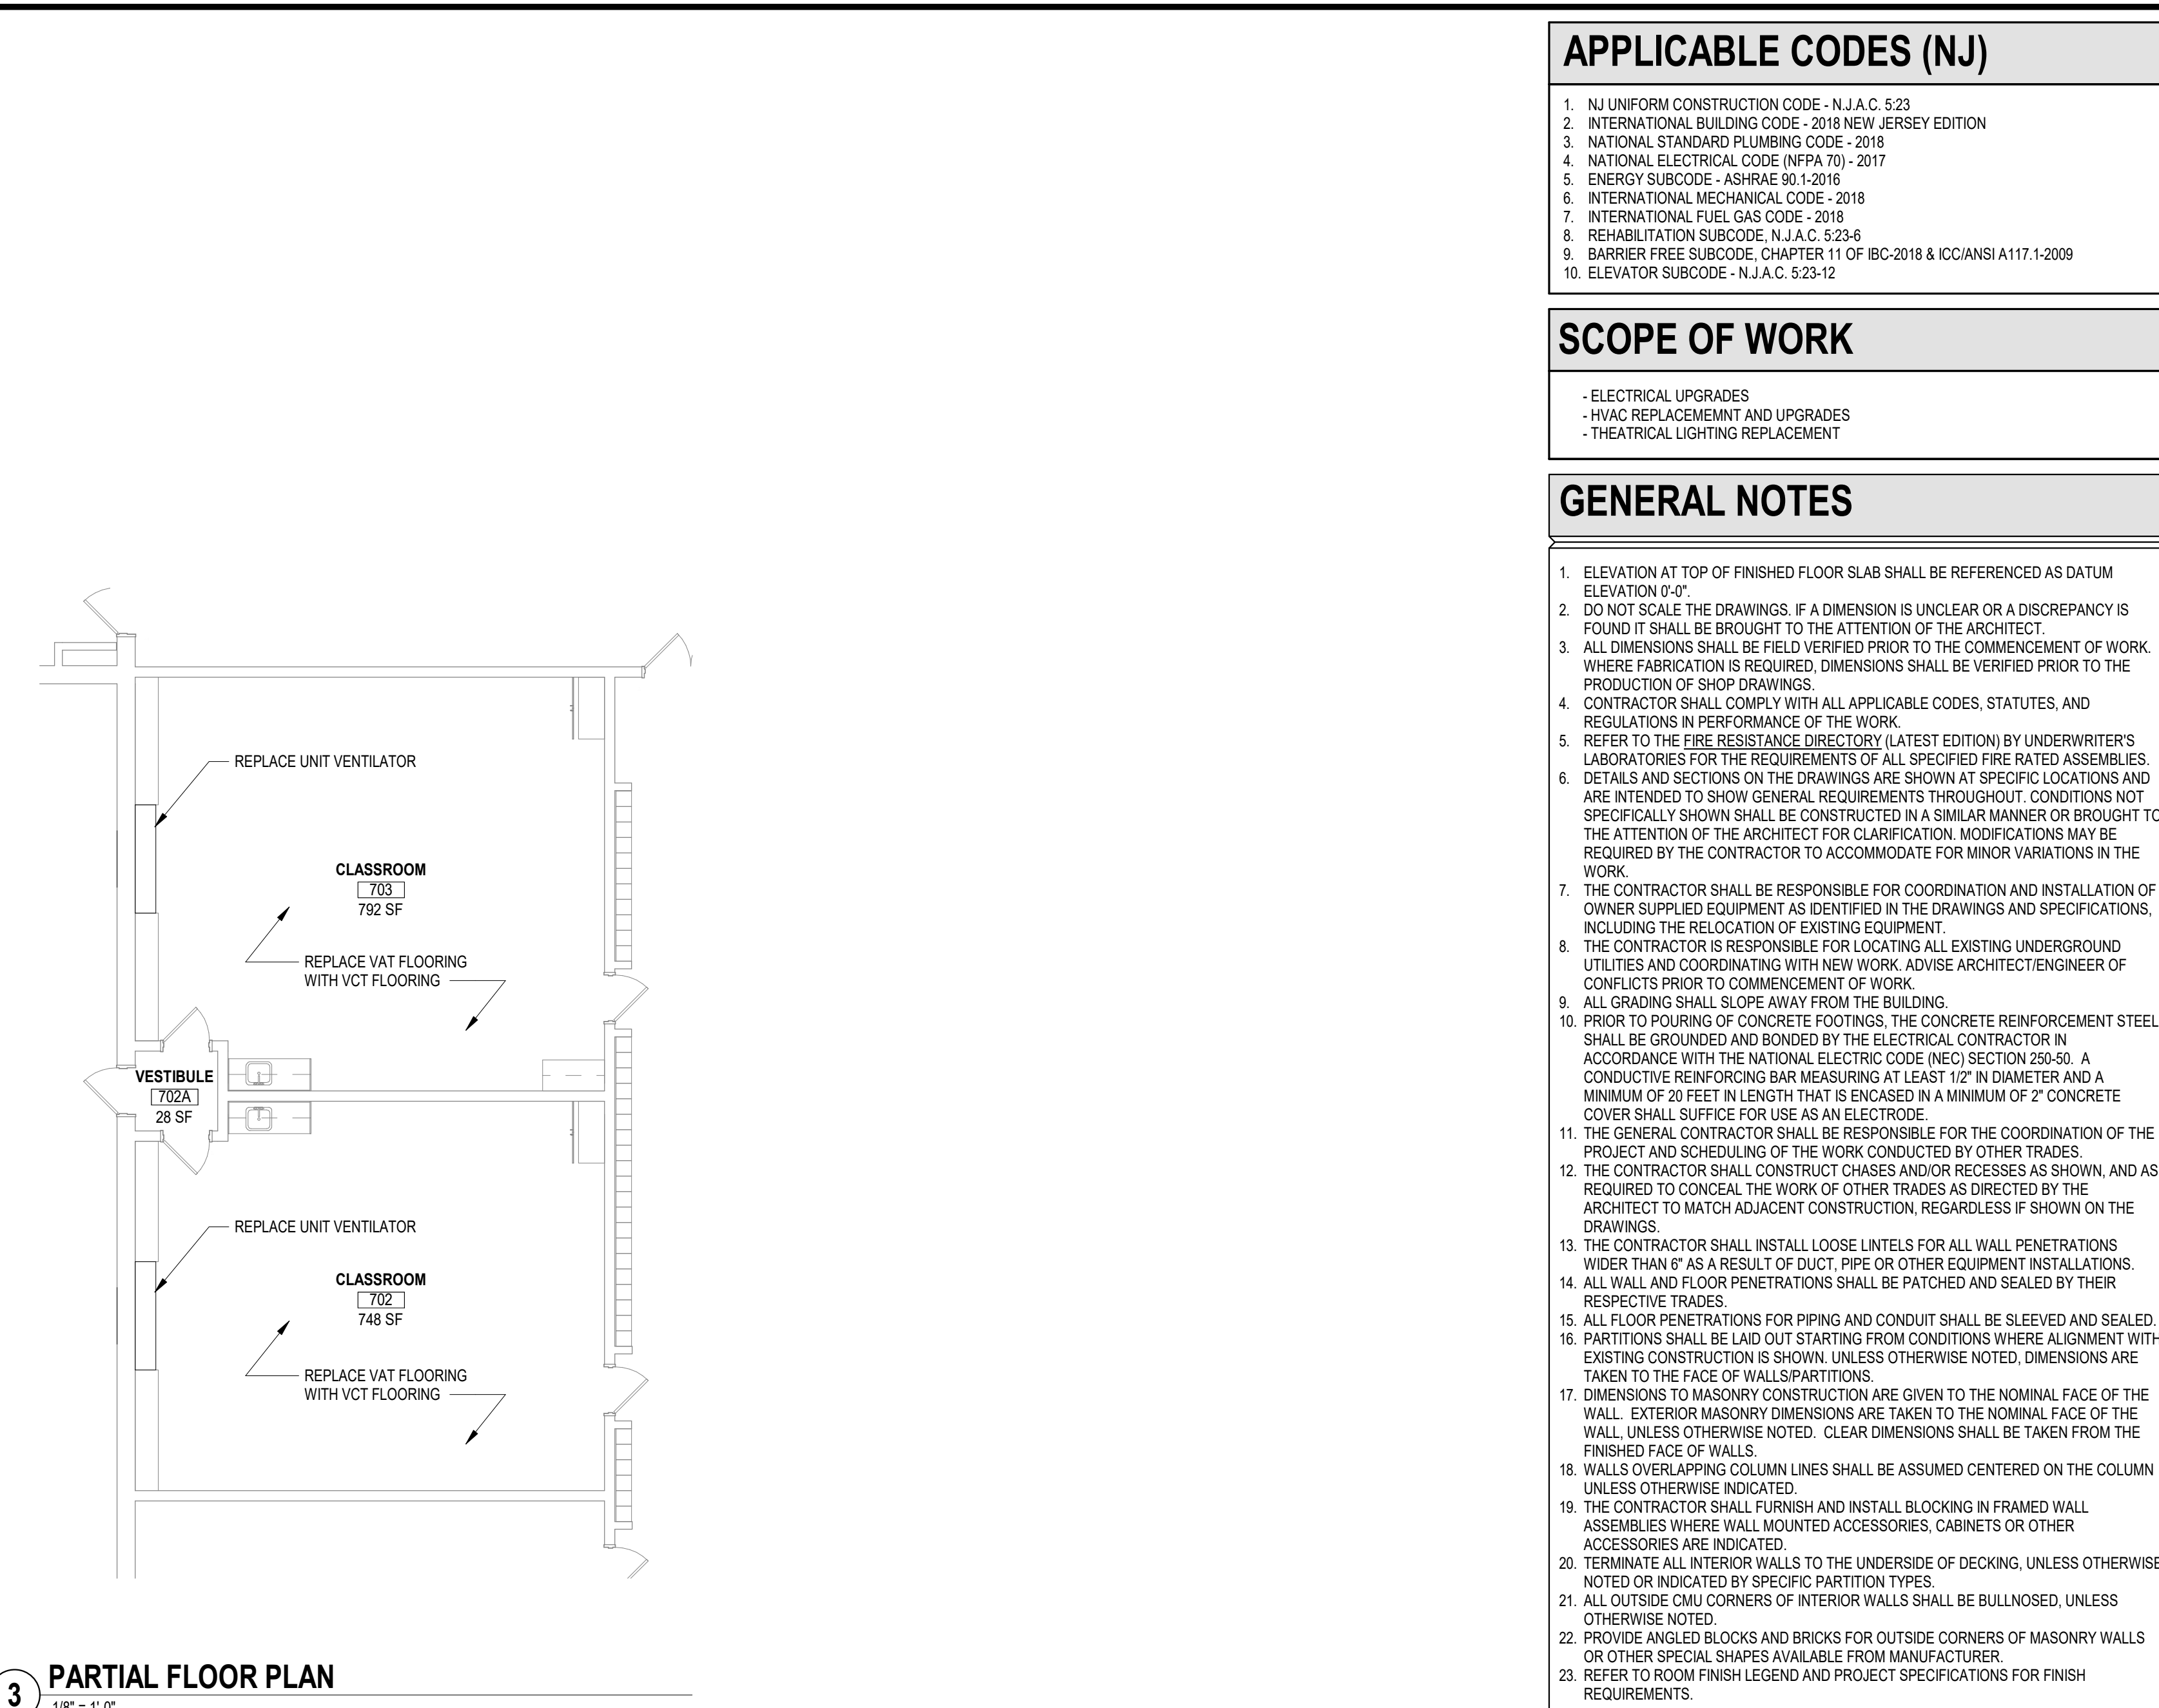 REPLACE UNIT VENTILATOR
CLASSROOM
703
792 SF
REPLACE VAT FLOORING
WITH VCT FLOORING
VESTIBULE
702A
28 SF
REPLACE UNIT VENTILATOR
CLASSROOM
702
748 SF
REPLACE VAT FLOORING
WITH VCT FLOORING
3
PARTIAL FLOOR PLAN
1/8" = 1'-0"
APPLICABLE CODES (NJ)
1. NJ UNIFORM CONSTRUCTION CODE - N.J.A.C. 5:23
2. INTERNATIONAL BUILDING CODE - 2018 NEW JERSEY EDITION
3. NATIONAL STANDARD PLUMBING CODE - 2018
4. NATIONAL ELECTRICAL CODE (NFPA 70) - 2017
5. ENERGY SUBCODE - ASHRAE 90.1-2016
6. INTERNATIONAL MECHANICAL CODE - 2018
7. INTERNATIONAL FUEL GAS CODE - 2018
8. REHABILITATION SUBCODE, N.J.A.C. 5:23-6
9. BARRIER FREE SUBCODE, CHAPTER 11 OF IBC-2018 & ICC/ANSI A117.1-2009
10. ELEVATOR SUBCODE - N.J.A.C. 5:23-12
SCOPE OF WORK
- ELECTRICAL UPGRADES
- HVAC REPLACEMEMNT AND UPGRADES
- THEATRICAL LIGHTING REPLACEMENT
GENERAL NOTES
1. ELEVATION AT TOP OF FINISHED FLOOR SLAB SHALL BE REFERENCED AS DATUM
ELEVATION 0'-0".
2. DO NOT SCALE THE DRAWINGS. IF A DIMENSION IS UNCLEAR OR A DISCREPANCY IS
FOUND IT SHALL BE BROUGHT TO THE ATTENTION OF THE ARCHITECT.
3. ALL DIMENSIONS SHALL BE FIELD VERIFIED PRIOR TO THE COMMENCEMENT OF WORK.
WHERE FABRICATION IS REQUIRED, DIMENSIONS SHALL BE VERIFIED PRIOR TO THE
PRODUCTION OF SHOP DRAWINGS.
4. CONTRACTOR SHALL COMPLY WITH ALL APPLICABLE CODES, STATUTES, AND
REGULATIONS IN PERFORMANCE OF THE WORK.
5. REFER TO THE FIRE RESISTANCE DIRECTORY (LATEST EDITION) BY UNDERWRITER'S
LABORATORIES FOR THE REQUIREMENTS OF ALL SPECIFIED FIRE RATED ASSEMBLIES.
6. DETAILS AND SECTIONS ON THE DRAWINGS ARE SHOWN AT SPECIFIC LOCATIONS AND
ARE INTENDED TO SHOW GENERAL REQUIREMENTS THROUGHOUT. CONDITIONS NOT
SPECIFICALLY SHOWN SHALL BE CONSTRUCTED IN A SIMILAR MANNER OR BROUGHT TO
THE ATTENTION OF THE ARCHITECT FOR CLARIFICATION. MODIFICATIONS MAY BE
REQUIRED BY THE CONTRACTOR TO ACCOMMODATE FOR MINOR VARIATIONS IN THE
WORK.
7. THE CONTRACTOR SHALL BE RESPONSIBLE FOR COORDINATION AND INSTALLATION OF
OWNER SUPPLIED EQUIPMENT AS IDENTIFIED IN THE DRAWINGS AND SPECIFICATIONS,
INCLUDING THE RELOCATION OF EXISTING EQUIPMENT.
8. THE CONTRACTOR IS RESPONSIBLE FOR LOCATING ALL EXISTING UNDERGROUND
UTILITIES AND COORDINATING WITH NEW WORK. ADVISE ARCHITECT/ENGINEER OF
CONFLICTS PRIOR TO COMMENCEMENT OF WORK.
9. ALL GRADING SHALL SLOPE AWAY FROM THE BUILDING.
10. PRIOR TO POURING OF CONCRETE FOOTINGS, THE CONCRETE REINFORCEMENT STEEL
SHALL BE GROUNDED AND BONDED BY THE ELECTRICAL CONTRACTOR IN
ACCORDANCE WITH THE NATIONAL ELECTRIC CODE (NEC) SECTION 250-50. A
CONDUCTIVE REINFORCING BAR MEASURING AT LEAST 1/2" IN DIAMETER AND A
MINIMUM OF 20 FEET IN LENGTH THAT IS ENCASED IN A MINIMUM OF 2" CONCRETE
COVER SHALL SUFFICE FOR USE AS AN ELECTRODE.
11. THE GENERAL CONTRACTOR SHALL BE RESPONSIBLE FOR THE COORDINATION OF THE
PROJECT AND SCHEDULING OF THE WORK CONDUCTED BY OTHER TRADES.
12. THE CONTRACTOR SHALL CONSTRUCT CHASES AND/OR RECESSES AS SHOWN, AND AS
REQUIRED TO CONCEAL THE WORK OF OTHER TRADES AS DIRECTED BY THE
ARCHITECT TO MATCH ADJACENT CONSTRUCTION, REGARDLESS IF SHOWN ON THE
DRAWINGS.
13. THE CONTRACTOR SHALL INSTALL LOOSE LINTELS FOR ALL WALL PENETRATIONS
WIDER THAN 6" AS A RESULT OF DUCT, PIPE OR OTHER EQUIPMENT INSTALLATIONS.
14. ALL WALL AND FLOOR PENETRATIONS SHALL BE PATCHED AND SEALED BY THEIR
RESPECTIVE TRADES.
15. ALL FLOOR PENETRATIONS FOR PIPING AND CONDUIT SHALL BE SLEEVED AND SEALED.
16. PARTITIONS SHALL BE LAID OUT STARTING FROM CONDITIONS WHERE ALIGNMENT WITH
EXISTING CONSTRUCTION IS SHOWN. UNLESS OTHERWISE NOTED, DIMENSIONS ARE
TAKEN TO THE FACE OF WALLS/PARTITIONS.
17. DIMENSIONS TO MASONRY CONSTRUCTION ARE GIVEN TO THE NOMINAL FACE OF THE
WALL. EXTERIOR MASONRY DIMENSIONS ARE TAKEN TO THE NOMINAL FACE OF THE
WALL, UNLESS OTHERWISE NOTED. CLEAR DIMENSIONS SHALL BE TAKEN FROM THE
FINISHED FACE OF WALLS.
18. WALLS OVERLAPPING COLUMN LINES SHALL BE ASSUMED CENTERED ON THE COLUMN
UNLESS OTHERWISE INDICATED.
19. THE CONTRACTOR SHALL FURNISH AND INSTALL BLOCKING IN FRAMED WALL
ASSEMBLIES WHERE WALL MOUNTED ACCESSORIES, CABINETS OR OTHER
ACCESSORIES ARE INDICATED.
20. TERMINATE ALL INTERIOR WALLS TO THE UNDERSIDE OF DECKING, UNLESS OTHERWISE
NOTED OR INDICATED BY SPECIFIC PARTITION TYPES.
21. ALL OUTSIDE CMU CORNERS OF INTERIOR WALLS SHALL BE BULLNOSED, UNLESS
OTHERWISE NOTED.
22. PROVIDE ANGLED BLOCKS AND BRICKS FOR OUTSIDE CORNERS OF MASONRY WALLS
OR OTHER SPECIAL SHAPES AVAILABLE FROM MANUFACTURER.
23. REFER TO ROOM FINISH LEGEND AND PROJECT SPECIFICATIONS FOR FINISH
REQUIREMENTS.